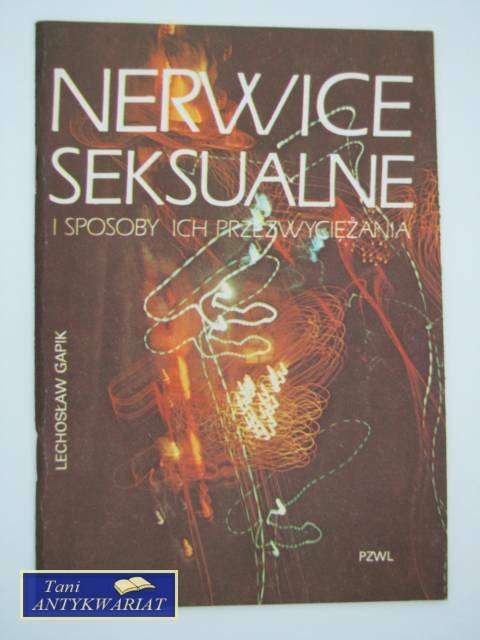 NERWICE
SEKSUALNE
I SPOSOBY ICH PRZEZWYCIĘŻANIA
LECHOSŁAW GAPIK
PZWL
Tani
ANTYKWARIAT